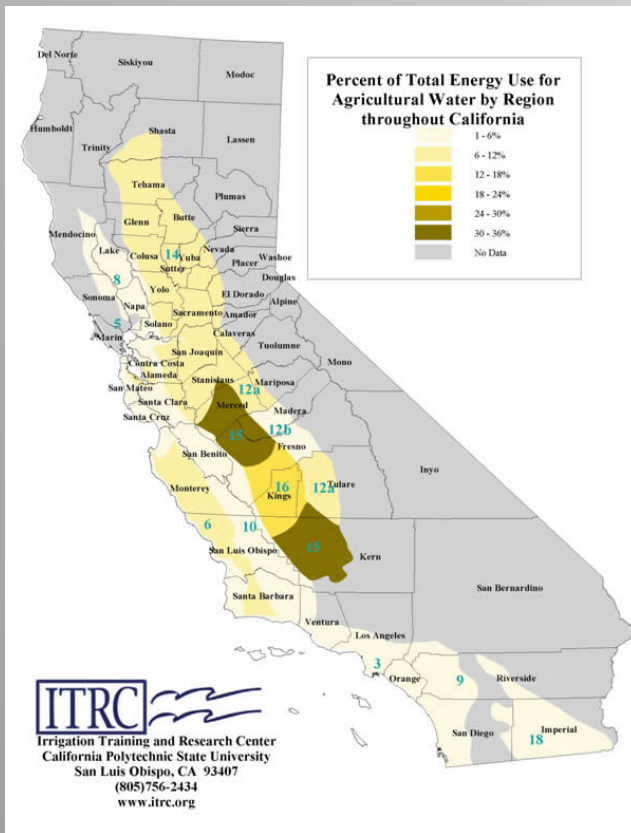 Percent of Total Energy Use for
Agricultural Water by Region
throughout California
1 - 6%
6 - 12%
12 - 18%
18 - 24%
24 - 30%
30 - 36%
No Data
Del Norte
Siskiyou
Modoc
Humboldt
Trinity
Shasta
Lassen
Tehama
Plumas
Mendocino
Glenn
Butte
Sierra
Lake
Colusa
14
Yuba
Nevada
Washoe
Sutter
Placer
Douglas
8
Sonoma
Napa
Yolo
El Dorado
Alpine
5
Marin
Solano
Sacramento
Amador
Calaveras
Tuolumne
Mono
Contra Costa
San Joaquin
Alameda
San Mateo
Stanislaus
12a
Mariposa
Santa Clara
Merced
Madera
Santa Cruz
15
12b
San Benito
Fresno
Inyo
Monterey
16
12a
Tulare
Kings
6
10
San Luis Obispo
15
Kern
San Bernardino
Santa Barbara
Ventura
Los Angeles
3
Orange
9
Riverside
San Diego
Imperial
18
ITRC
Irrigation Training and Research Center
California Polytechnic State University
San Luis Obispo, CA  93407
(805)756-2434
www.itrc.org